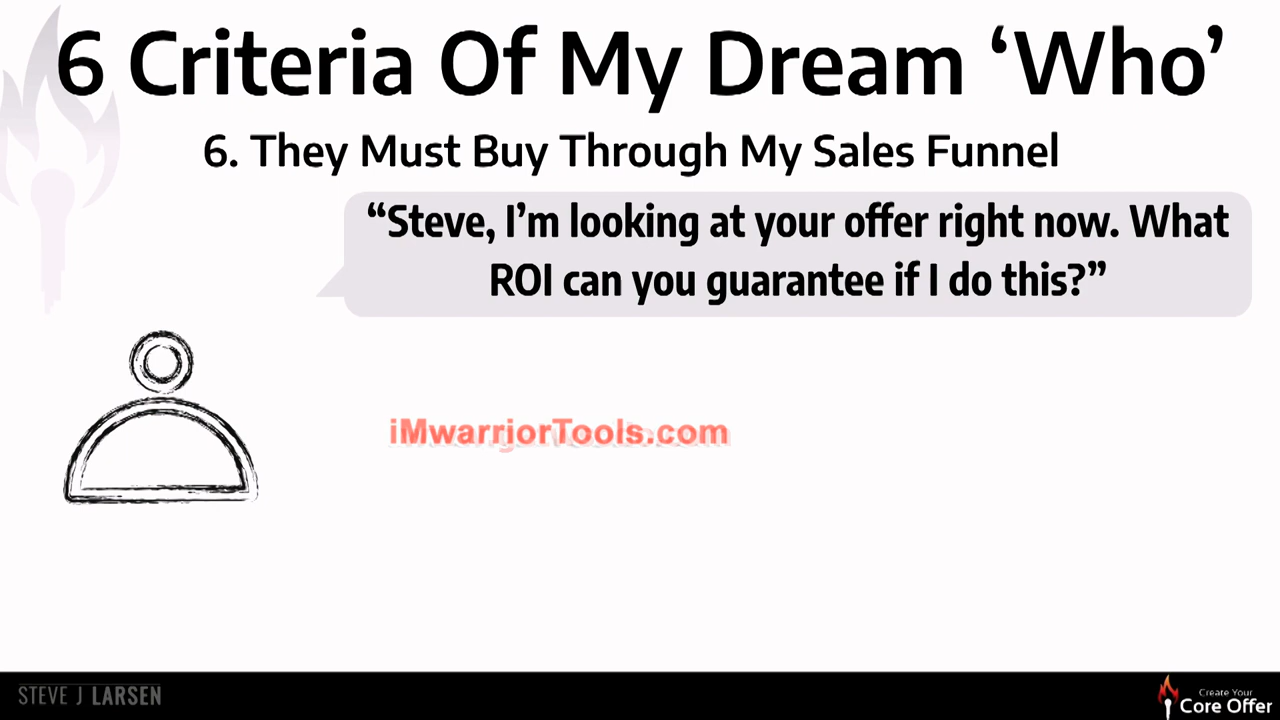 6 Criteria Of My Dream ‘Who’
6. They Must Buy Through My Sales Funnel
“Steve, I’m looking at your offer right now. What
ROI can you guarantee if I do this?”
iMwarriorTools.com
STEVE J LARSEN
Create Your
Core Offer